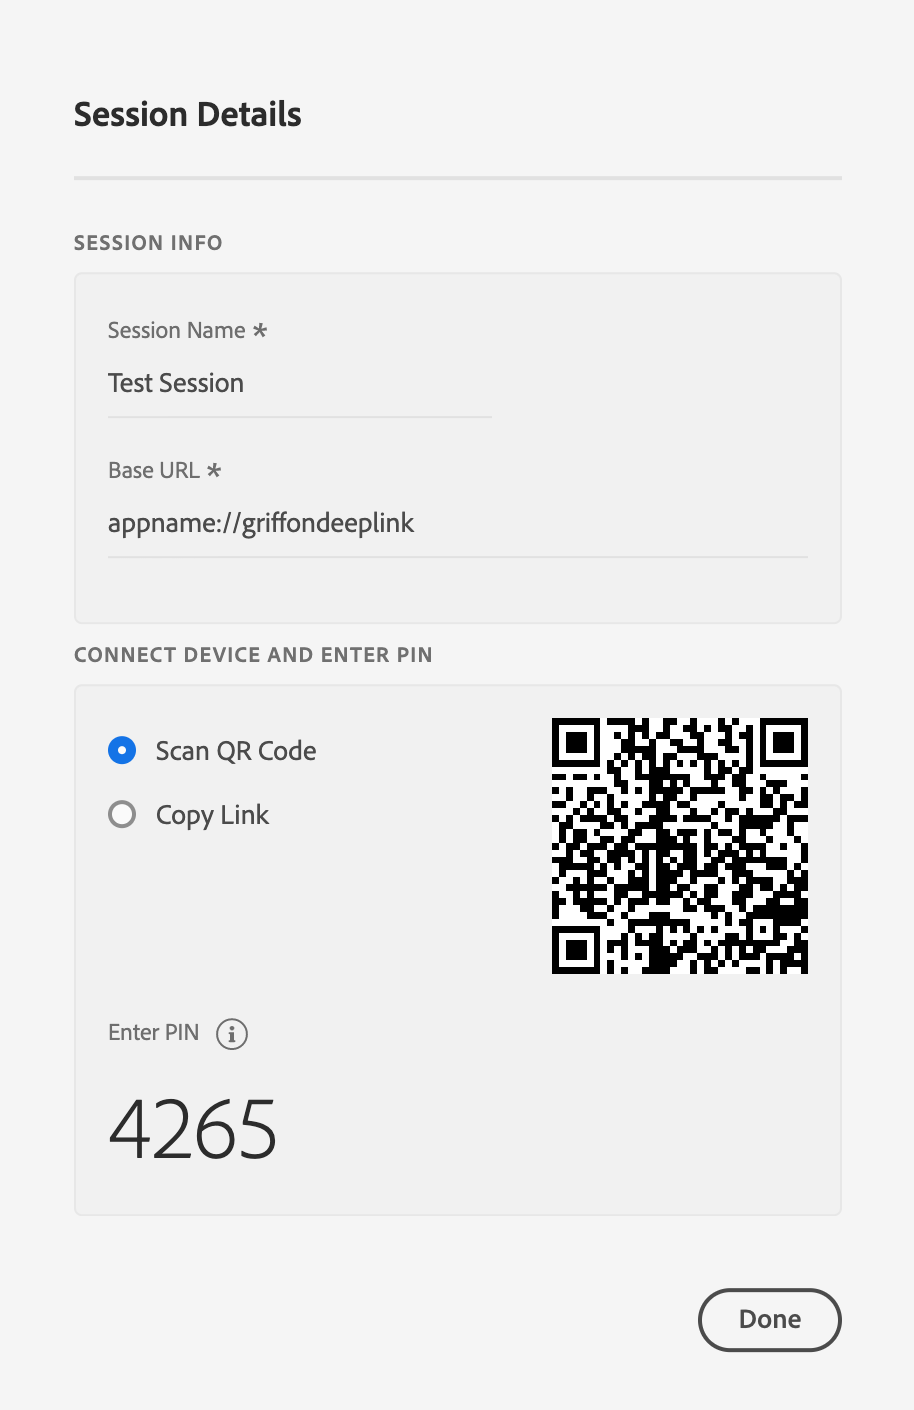 Session Details
SESSION INFO
Session Name *
Test Session
Base URL *
appname://griffondeeplink
CONNECT DEVICE AND ENTER PIN
Scan QR Code
Copy Link
Enter PIN
4265
Done